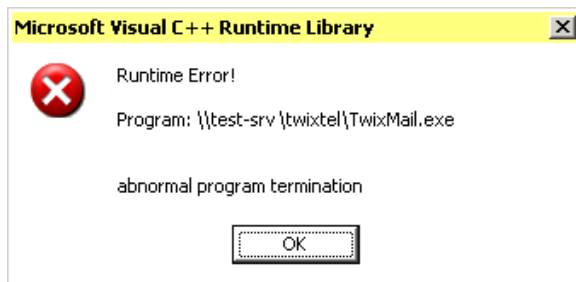 Microsoft Visual C++ Runtime Library
Runtime Error!
Program: \\test-srv\twixtel\TwixMail.exe
abnormal program termination
OK